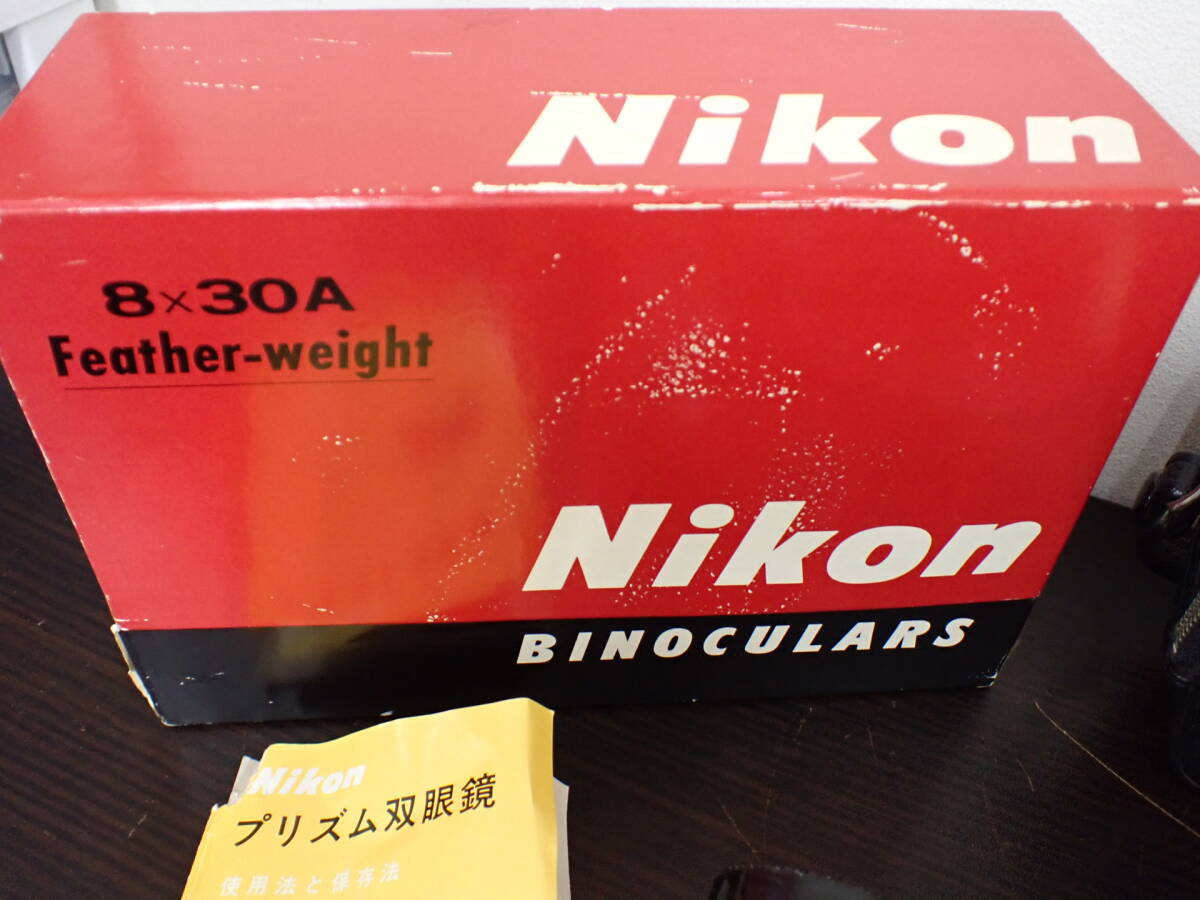 Nikon
8×30A
Feather-weight
Nikon
BINOCULARS
Nikon
プリズム双眼鏡
使用法と保存法